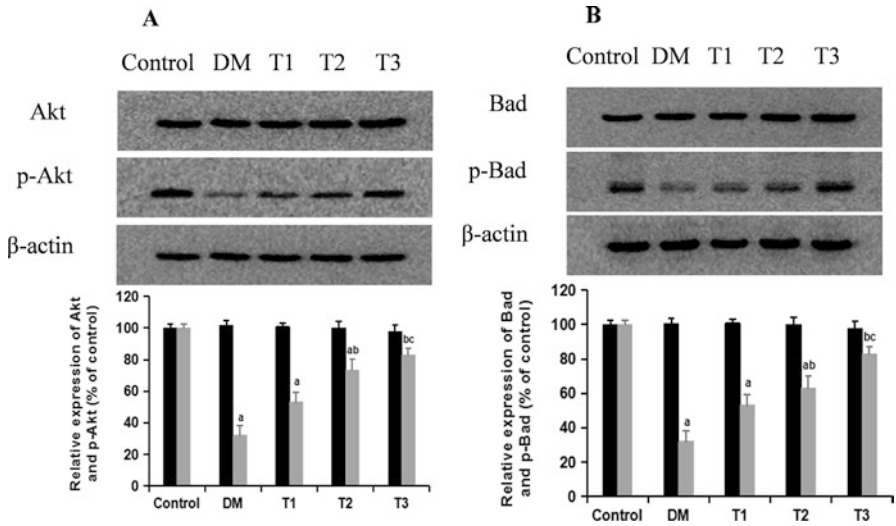 A
Control DM T1 T2 T3
Akt
p-Akt
β-actin
Relative expression of Akt
and p-Akt (% of control)
120
100
80
60
40
20
0
a
a
ab
bc
Control DM T1 T2 T3
B
Control DM T1 T2 T3
Bad
p-Bad
β-actin
Relative expression of Bad
and p-Bad (% of control)
120
100
80
60
40
20
0
a
a
ab
bc
Control DM T1 T2 T3